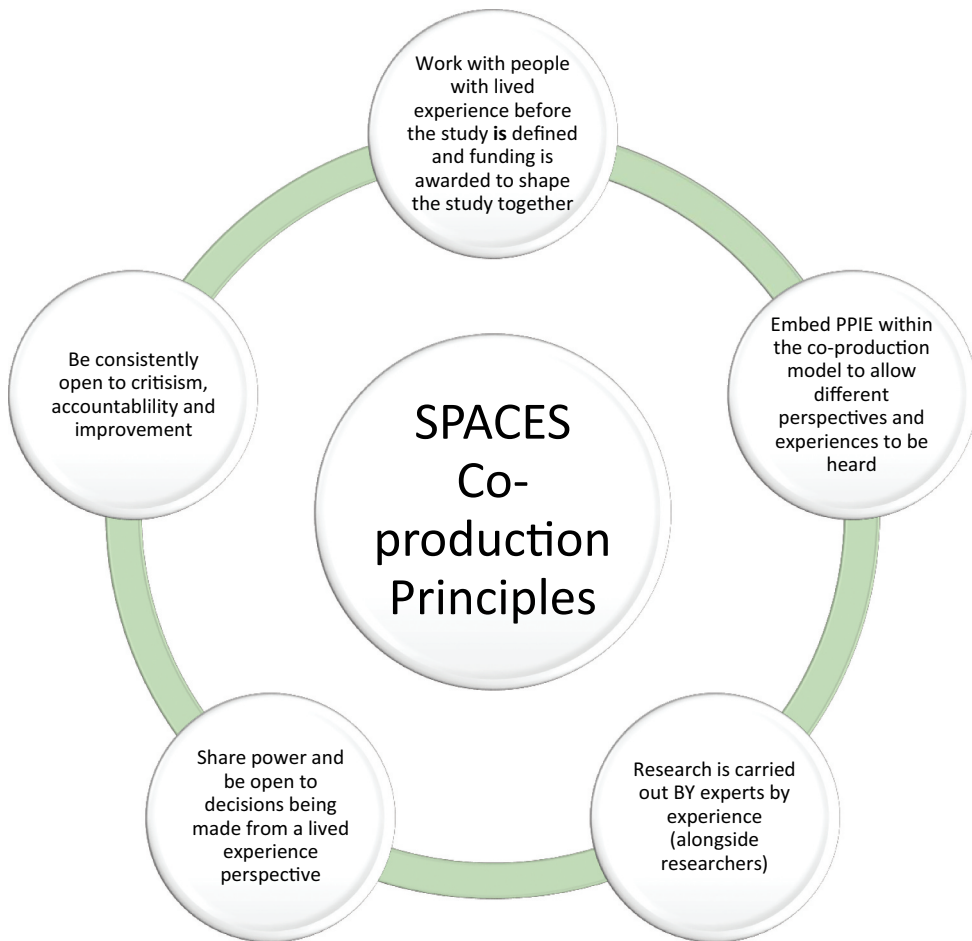 Work with people
with lived
experience before
the study is defined
and funding is
awarded to shape
the study together
Embed PPIE within
the co-production
model to allow
different
perspectives and
experiences to be
heard
Research is carried
out BY experts by
experience
(alongside
researchers)
Share power and
be open to
decisions being
made from a lived
experience
perspective
Be consistently
open to critisism,
accountablility and
improvement
SPACES
Co-
production
Principles